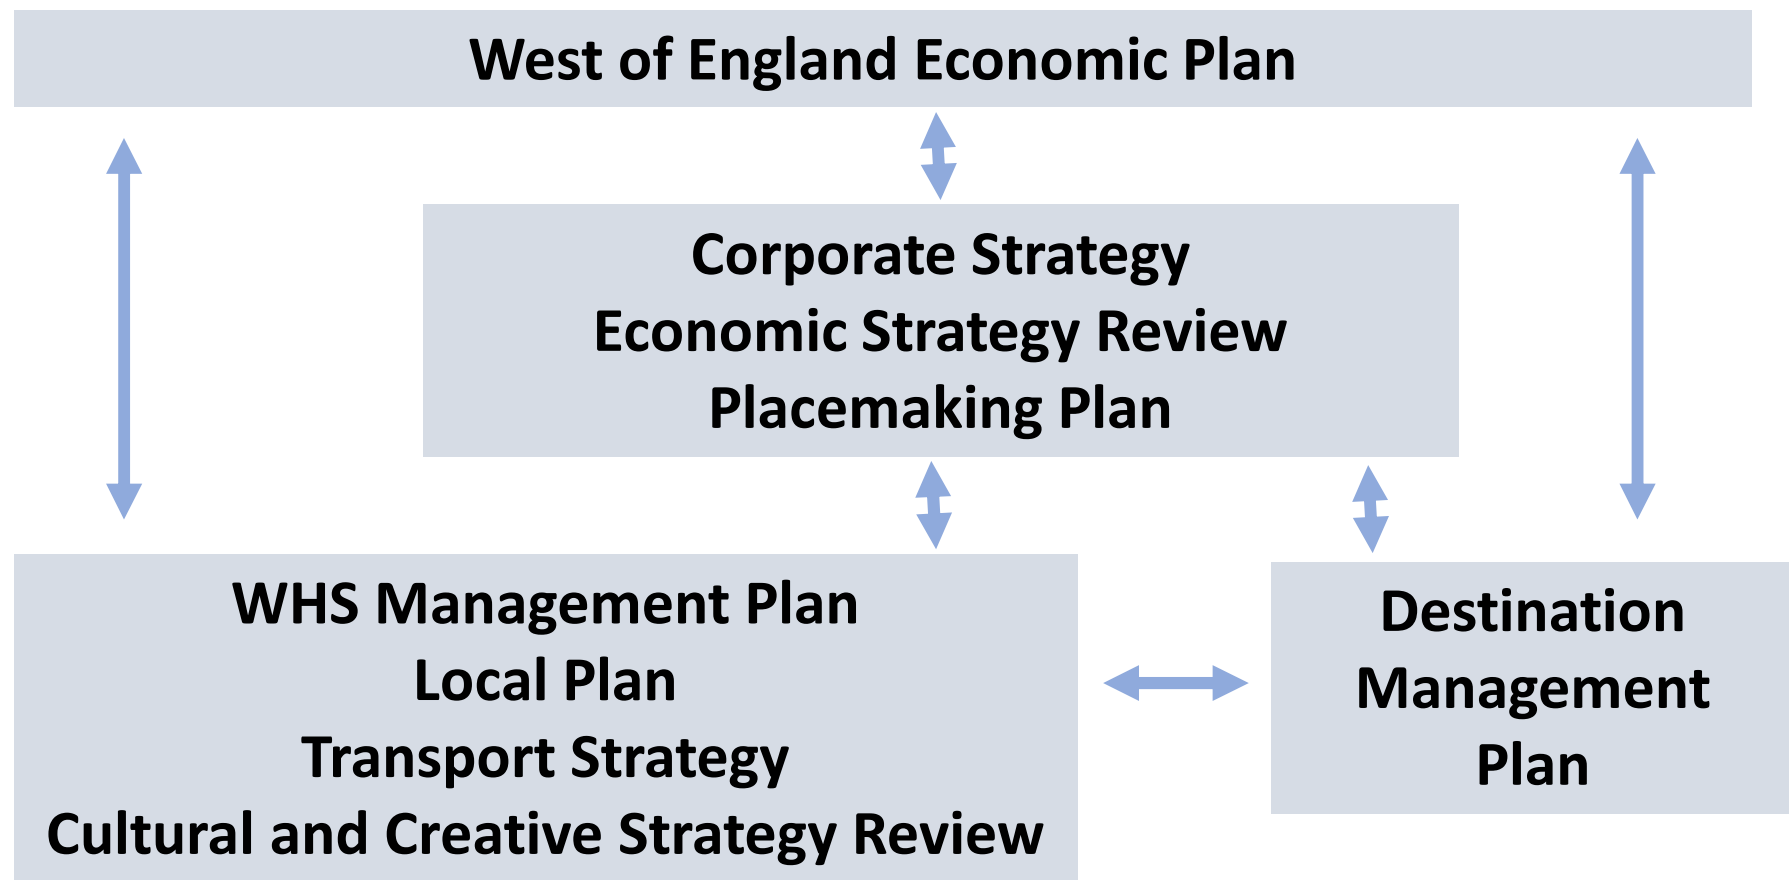 West of England Economic Plan
Corporate Strategy
Economic Strategy Review
Placemaking Plan
WHS Management Plan
Local Plan
Transport Strategy
Cultural and Creative Strategy Review
Destination
Management
Plan